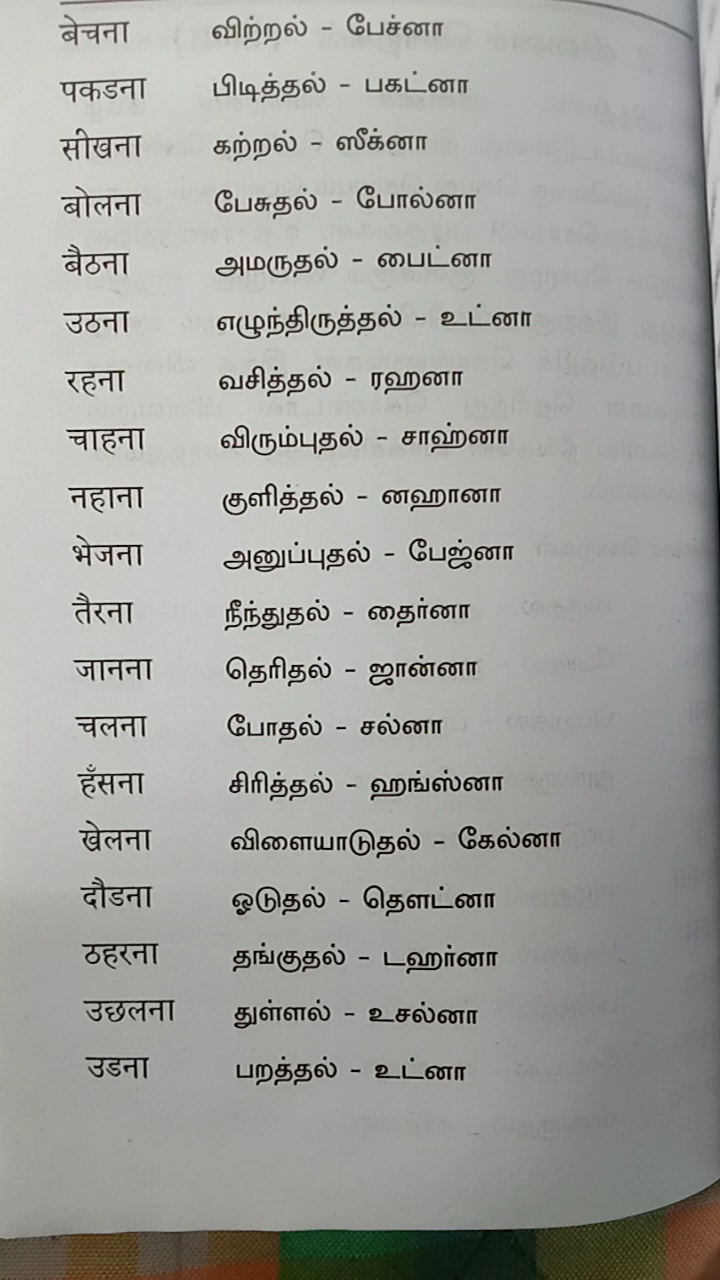 बेचना விற்றல் - பேச்னா
पकडना பிடித்தல் - பகட்னா
सीखना கற்றல் - ஸீக்னா
बोलना பேசுதல் - போல்னா
बैठना அமருதல் - பைட்னா
उठना எழுந்திருத்தல் - உட்னா
रहना வசித்தல் - ரஹனா
चाहना விரும்புதல் - சாஹ்னா
नहाना குளித்தல் - னஹானா
भेजना அனுப்புதல் - பேஜ்னா
तैरना நீந்துதல் - தைர்னா
जानना தெரிதல் - ஜான்னா
चलना போதல் - சல்னா
हँसना சிரித்தல் - ஹங்ஸ்னா
खेलना விளையாடுதல் - கேல்னா
दौडना ஓடுதல் - தௌட்னா
ठहरना தங்குதல் - டஹர்னா
उछलना துள்ளல் - உசல்னா
उडना பறத்தல் - உட்னா